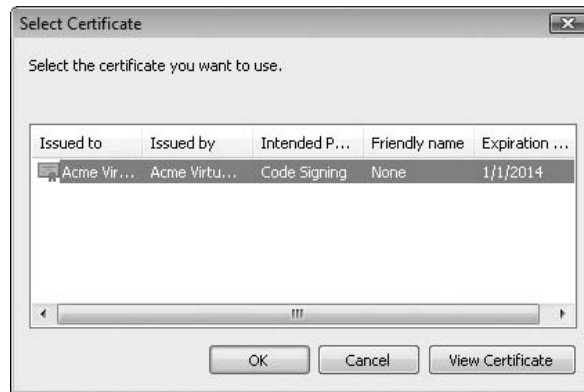 Select Certificate
Select the certificate you want to use.
Issued to Issued by Intended P... Friendly name Expiration ...
Acme Vir... Acme Virtu... Code Signing None 1/1/2014
OK Cancel View Certificate